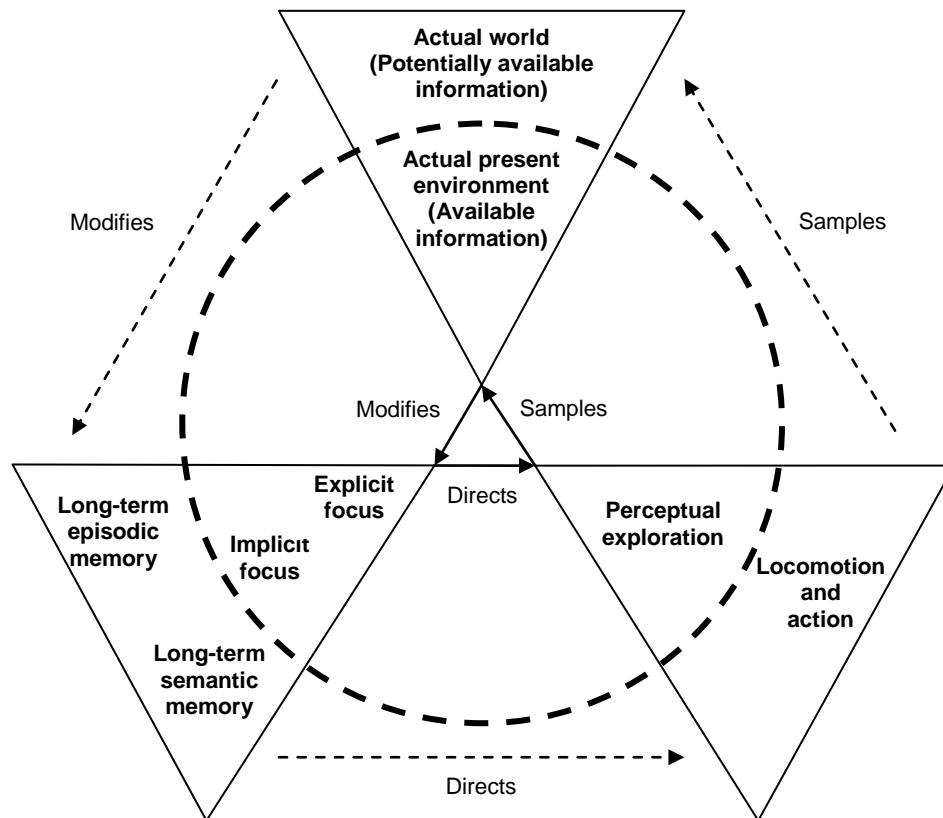 Actual world
(Potentially available
information)
Actual present
environment
(Available
information)
Modifies
Samples
Modifies
Samples
Directs
Explicit
focus
Implicit
focus
Long-term
episodic
memory
Long-term
semantic
memory
Perceptual
exploration
Locomotion
and
action
Directs